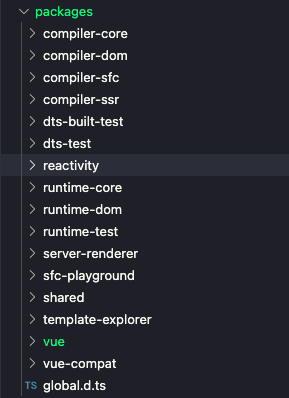 packages
compiler-core
compiler-dom
compiler-sfc
compiler-ssr
dts-built-test
dts-test
reactivity
runtime-core
runtime-dom
runtime-test
server-renderer
sfc-playground
shared
template-explorer
vue
vue-compat
TS global.d.ts